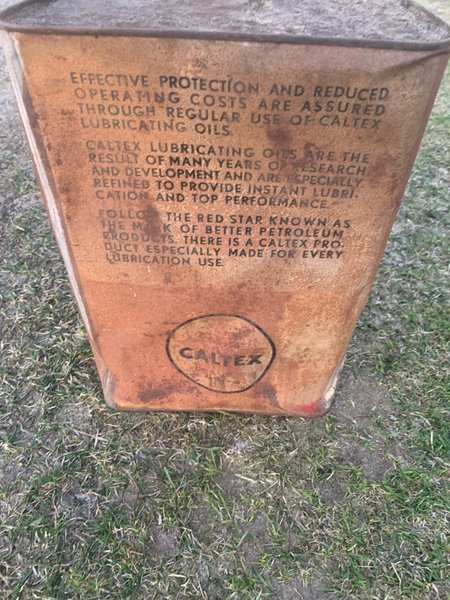 EFFECTIVE PROTECTION AND REDUCED
OPERATING COSTS ARE ASSURED
THROUGH REGULAR USE OF CALTEX
LUBRICATING OILS.
CALTEX LUBRICATING OILS ARE THE
RESULT OF MANY YEARS OF RESEARCH
AND DEVELOPMENT AND ARE ESPECIALLY
REFINED TO PROVIDE INSTANT LUBRI-
CATION AND TOP PERFORMANCE.
FOLLOW THE RED STAR KNOWN AS
THE MARK OF BETTER PETROLEUM
PRODUCTS. THERE IS A CALTEX PRO-
DUCT ESPECIALLY MADE FOR EVERY
LUBRICATION USE.
CALTEX